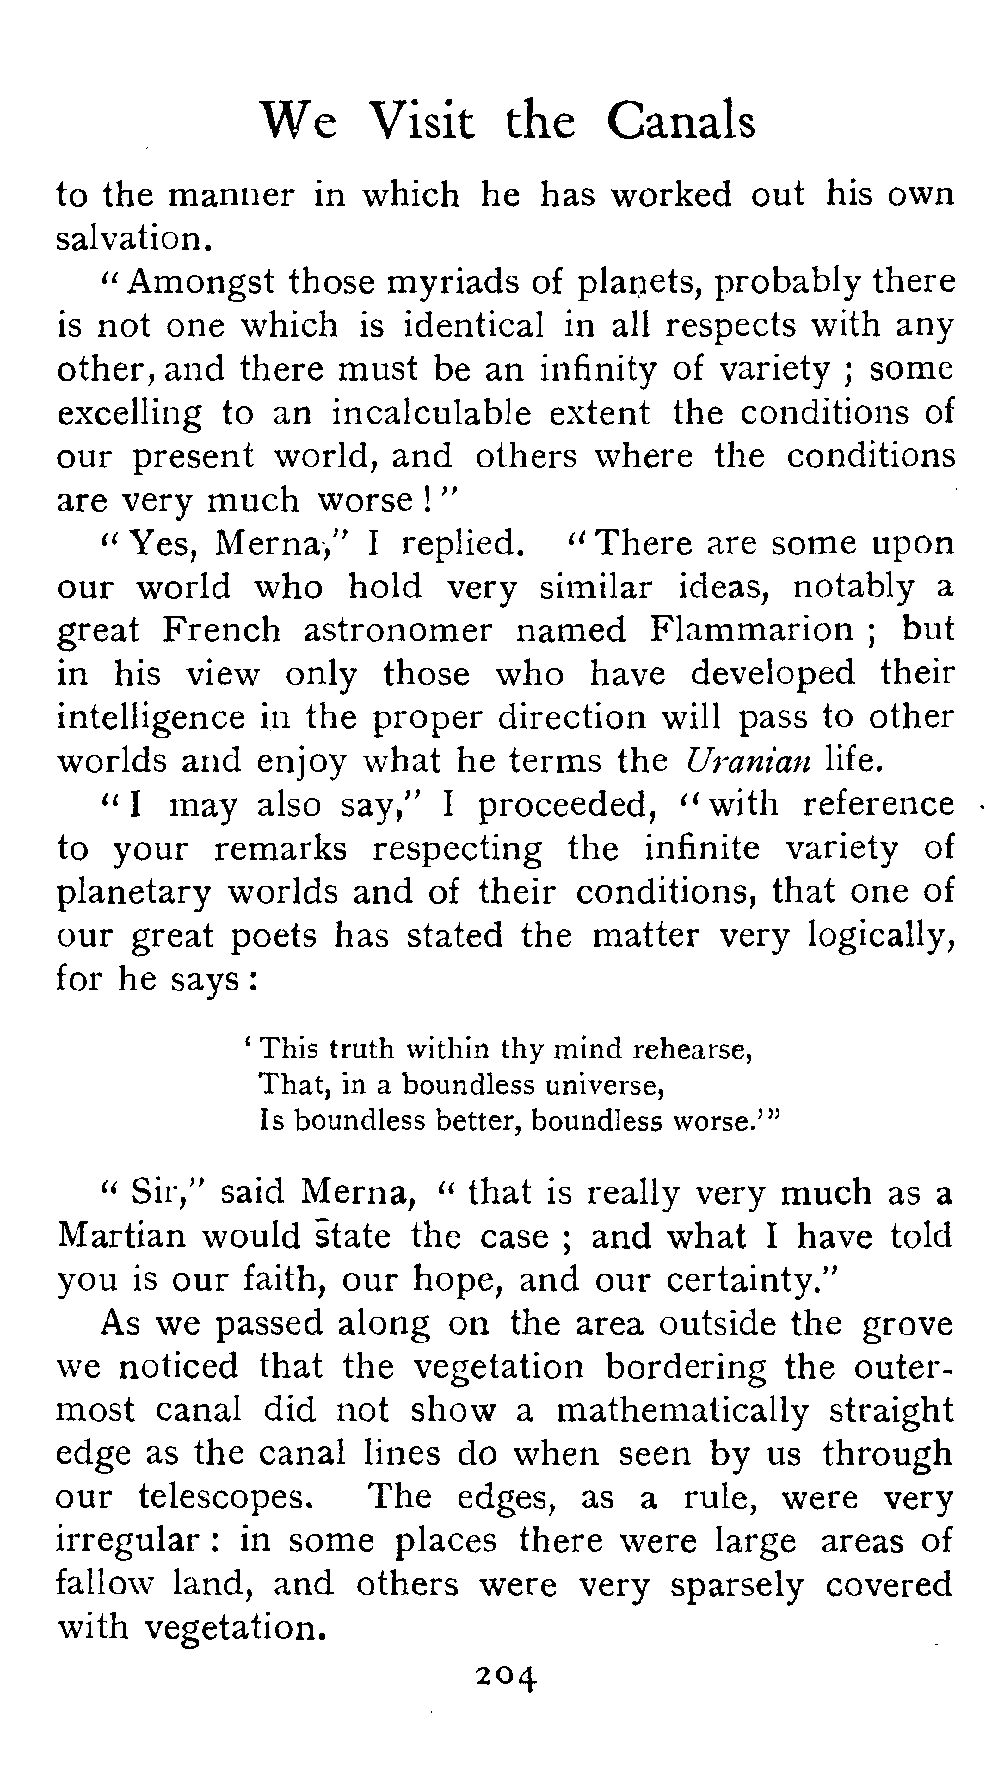 We Visit the Canals
to the manner in which he has worked out his own
salvation.
“ Amongst those myriads of planets, probably there
is not one which is identical in all respects with any
other, and there must be an infinity of variety ; some
excelling to an incalculable extent the conditions of
our present world, and others where the conditions
are very much worse ! ”
“ Yes, Merna,” I replied. “ There are some upon
our world who hold very similar ideas, notably a
great French astronomer named Flammarion ; but
in his view only those who have developed their
intelligence in the proper direction will pass to other
worlds and enjoy what he terms the Uranian life.
“ I may also say,” I proceeded, “ with reference
to your remarks respecting the infinite variety of
planetary worlds and of their conditions, that one of
our great poets has stated the matter very logically,
for he says :
‘ This truth within thy mind rehearse,
That, in a boundless universe,
Is boundless better, boundless worse.’”
“ Sir,” said Merna, “ that is really very much as a
Martian would state the case ; and what I have told
you is our faith, our hope, and our certainty.”
As we passed along on the area outside the grove
we noticed that the vegetation bordering the outer-
most canal did not show a mathematically straight
edge as the canal lines do when seen by us through
our telescopes. The edges, as a rule, were very
irregular : in some places there were large areas of
fallow land, and others were very sparsely covered
with vegetation.
204